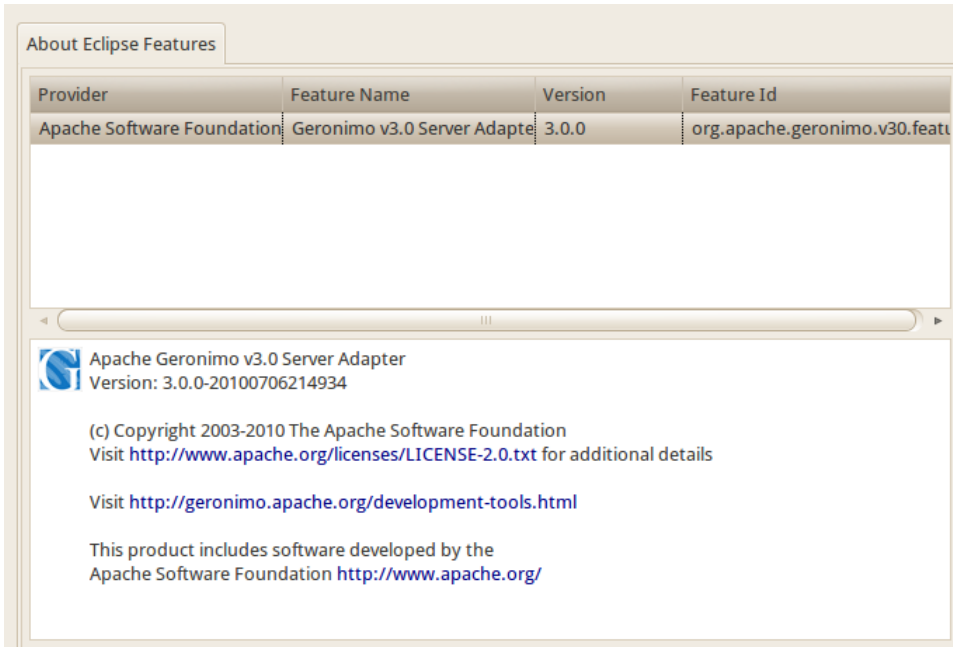 About Eclipse Features
Provider Feature Name Version Feature Id
Apache Software Foundation Geronimo v3.0 Server Adapte 3.0.0 org.apache.geronimo.v30.featu
Apache Geronimo v3.0 Server Adapter
Version: 3.0.0-20100706214934
(c) Copyright 2003-2010 The Apache Software Foundation
Visit http://www.apache.org/licenses/LICENSE-2.0.txt for additional details
Visit http://geronimo.apache.org/development-tools.html
This product includes software developed by the
Apache Software Foundation http://www.apache.org/